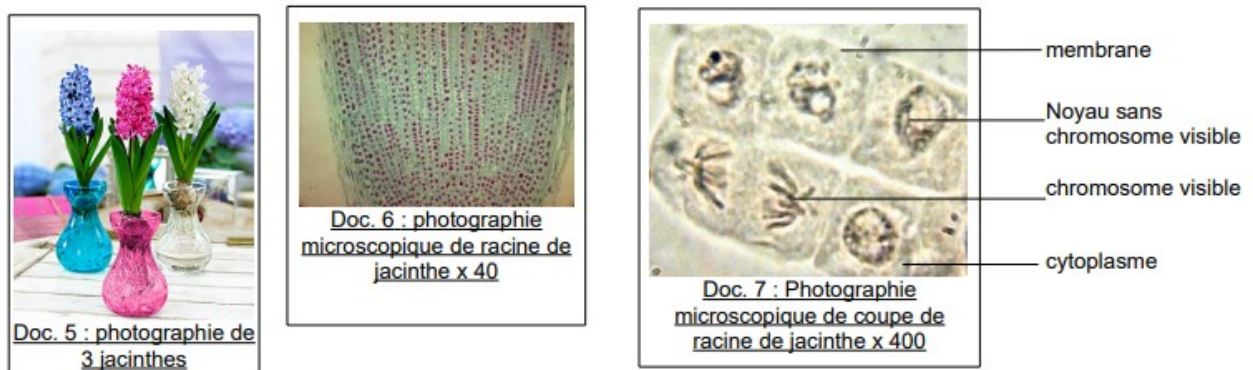 Doc. 5 : photographie de
3 jacinthes
Doc. 6 : photographie
microscopique de racine de
jacinthe x 40
Doc. 7 : Photographie
microscopique de coupe de
racine de jacinthe x 400
membrane
Noyau sans
chromosome visible
chromosome visible
cytoplasme